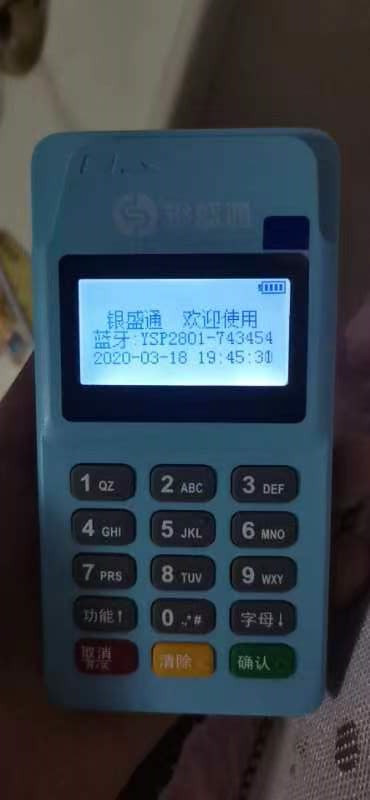 银盛通
银盛通 欢迎使用
蓝牙:YSP2801-743454
2020-03-18 19:45:30
1 QZ 2 ABC 3 DEF
4 GHI 5 JKL 6 MNO
7 PRS 8 TUV 9 WXY
功能↑ 0 .,*# 字母↓
取消 清除 确认